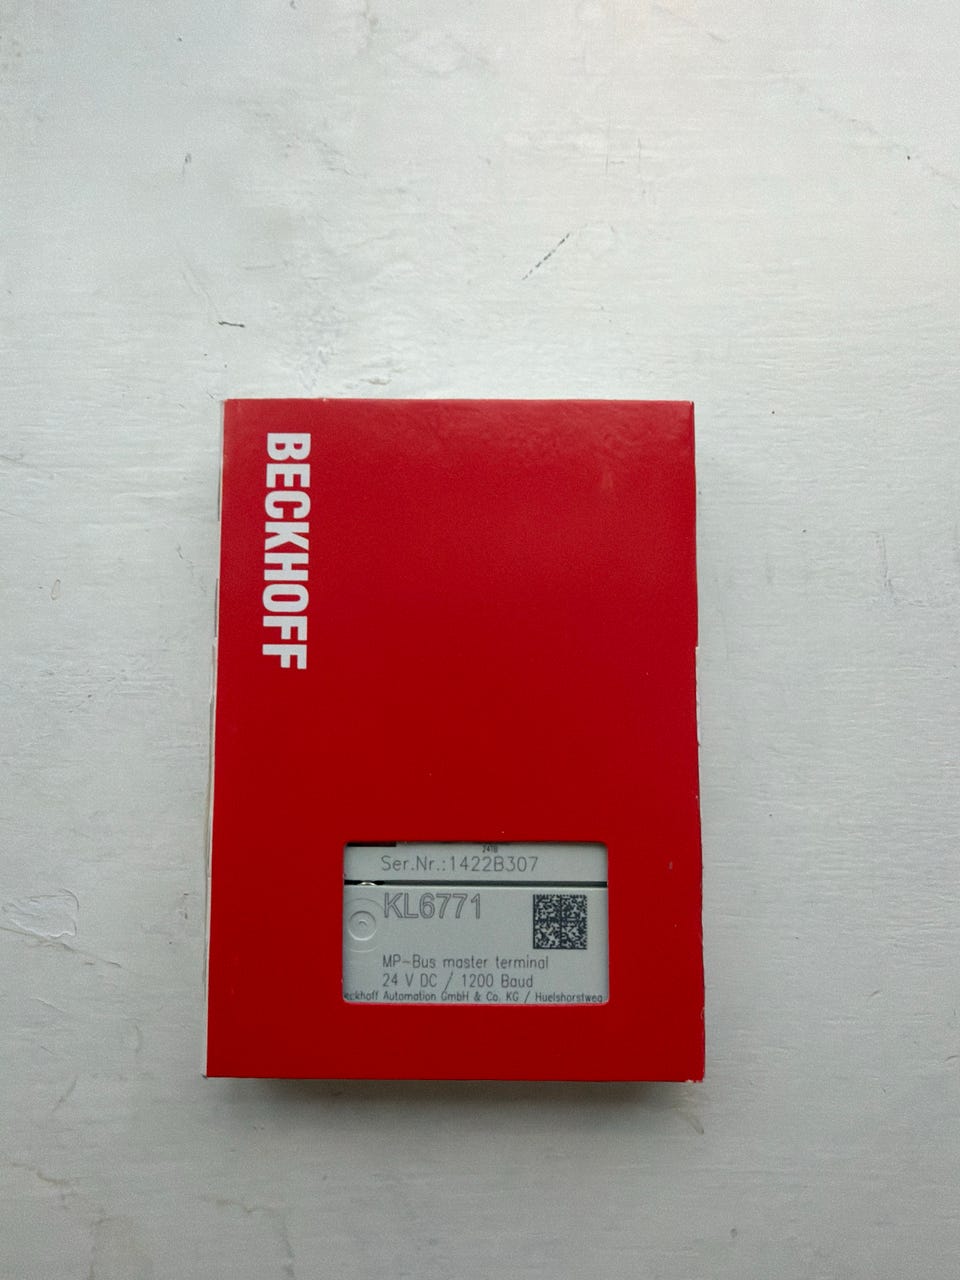 BECKHOFF
24TB
Ser.Nr.:1422B307
KL6771
MP-Bus master terminal
24 V DC / 1200 Baud
eckhoff Automation GmbH & Co. KG / Huelshorstweg